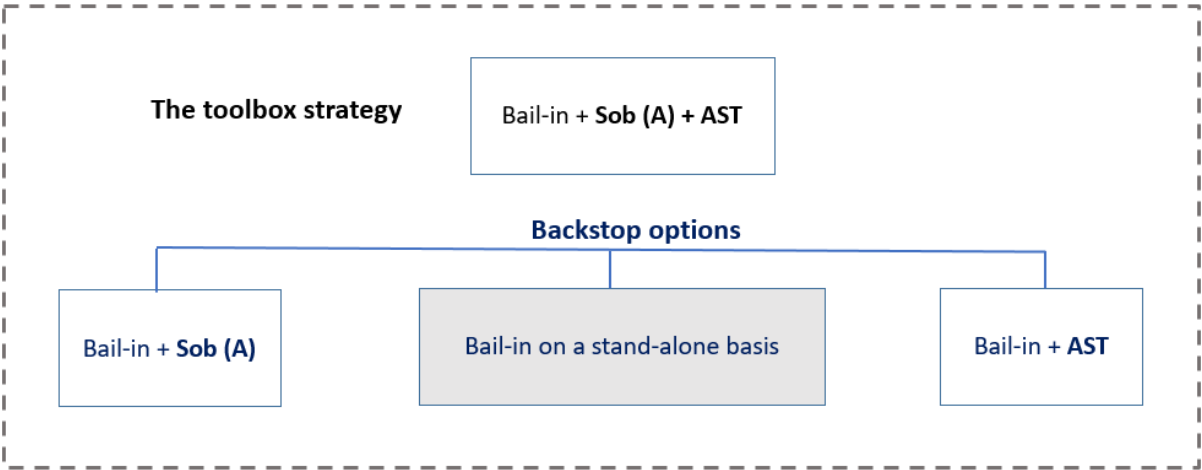 The toolbox strategy
Bail-in + Sob (A) + AST
Backstop options
Bail-in + Sob (A)
Bail-in on a stand-alone basis
Bail-in + AST